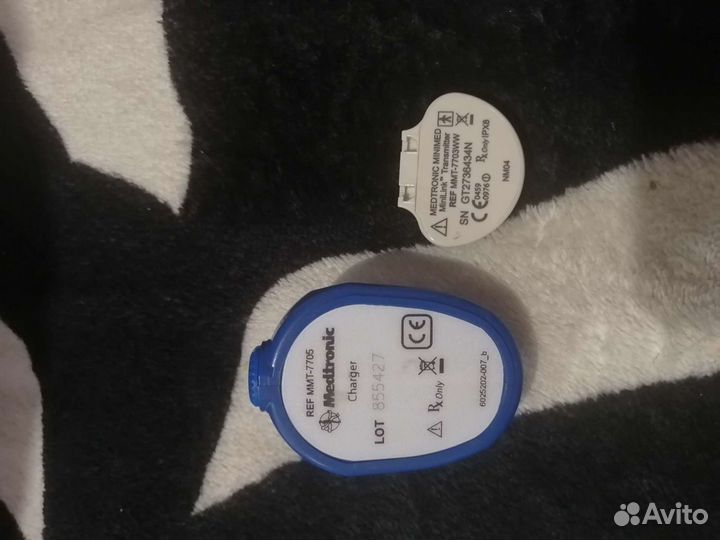 MEDTRONIC MINIMED
MiniLink™ Transmitter
REF MMT-7703WW
SN GT2736434N
CE 0459
0976
Rx Only IPX8
NM04
REF MMT-7705
Medtronic
Charger
LOT 855427
Rx Only
CE
6025202-007_b
Avito